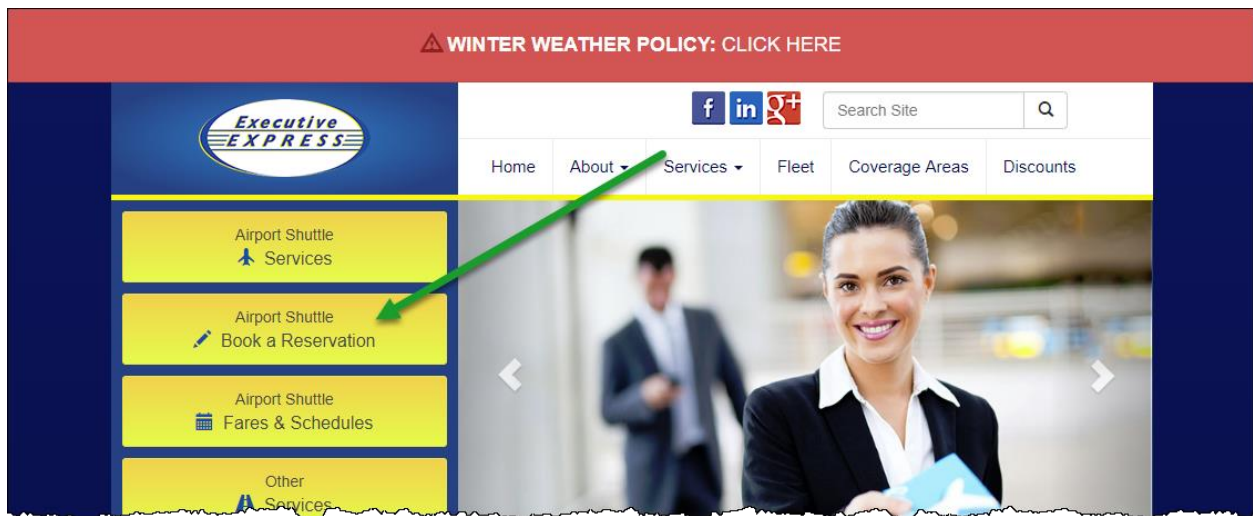 WINTER WEATHER POLICY: CLICK HERE
Executive
EXPRESS
f in g+
Search Site
Home About Services Fleet Coverage Areas Discounts
Airport Shuttle
Services
Airport Shuttle
Book a Reservation
Airport Shuttle
Fares & Schedules
Other
Services